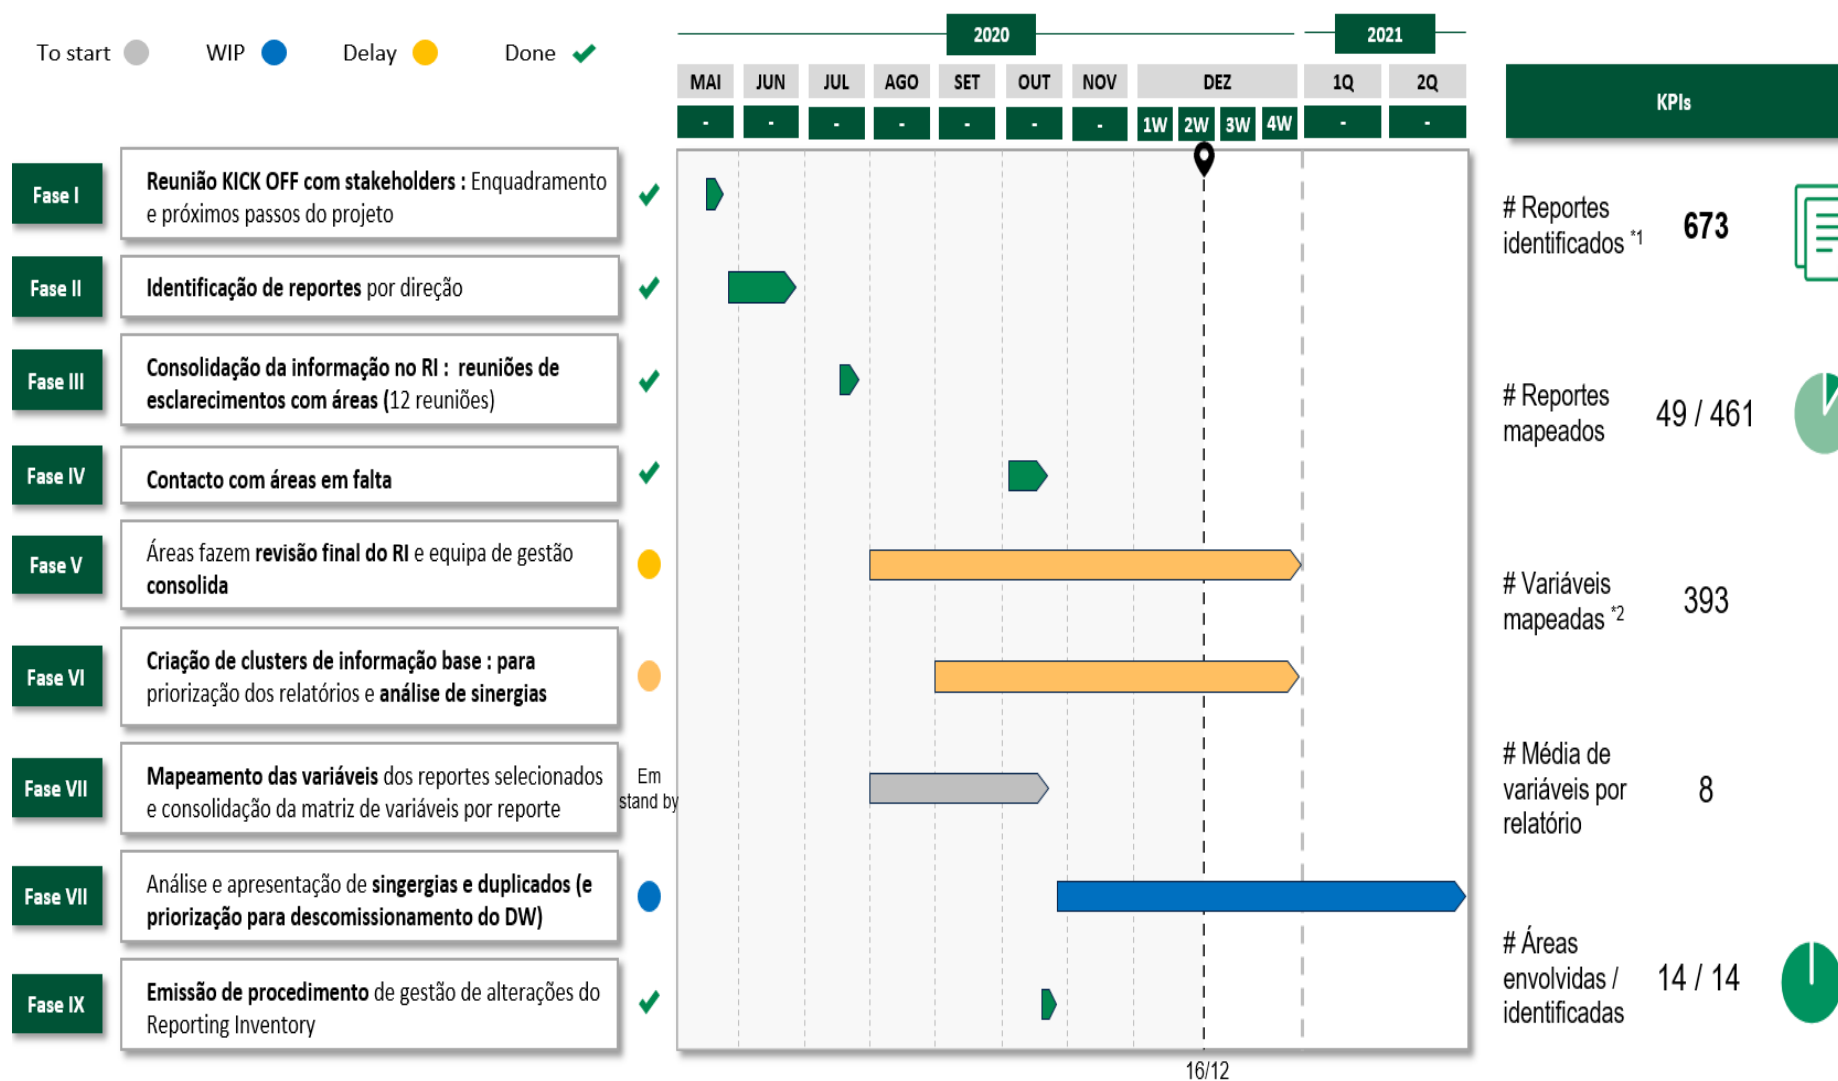 To start
WIP
Delay
Done
2020
2021
MAI
JUN
JUL
AGO
SET
OUT
NOV
DEZ
1Q
2Q
-
-
-
-
-
-
-
1W
2W
3W
4W
-
-
KPIs
Fase I
Reunião KICK OFF com stakeholders : Enquadramento
e próximos passos do projeto
Fase II
Identificação de reportes por direção
Fase III
Consolidação da informação no RI : reuniões de
esclarecimentos com áreas (12 reuniões)
Fase IV
Contacto com áreas em falta
Fase V
Áreas fazem revisão final do RI e equipa de gestão
consolida
Fase VI
Criação de clusters de informação base : para
priorização dos relatórios e análise de sinergias
Fase VII
Mapeamento das variáveis dos reportes selecionados
e consolidação da matriz de variáveis por reporte
Em
stand by
Fase VII
Análise e apresentação de singergias e duplicados (e
priorização para descomissionamento do DW)
Fase IX
Emissão de procedimento de gestão de alterações do
Reporting Inventory
16/12
# Reportes
identificados *1
673
# Reportes
mapeados
49 / 461
# Variáveis
mapeadas *2
393
# Média de
variáveis por
relatório
8
# Áreas
envolvidas /
identificadas
14 / 14